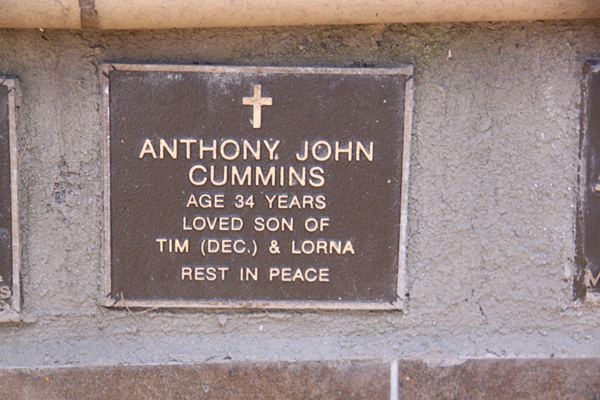 ANTHONY JOHN
CUMMINS
AGE 34 YEARS
LOVED SON OF
TIM (DEC.) & LORNA
REST IN PEACE